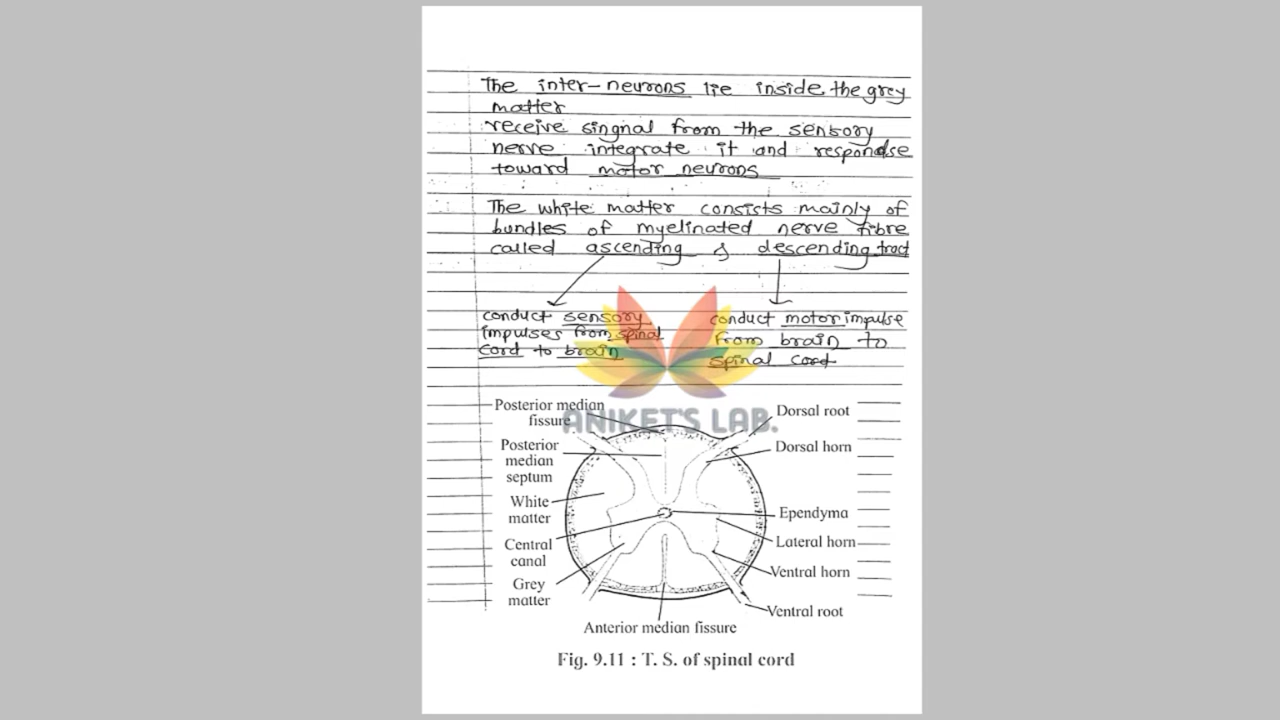 The inter-neurons lie inside the grey
matter
receive singnal from the sensory
nerve integrate it and respondse
toward motor neurons
The white matter consists mainly of
bundles of myelinated nerve fibre
called ascending & descending tract
conduct sensory
impulses from spinal
cord to brain
conduct motor impulse
from brain to
spinal cord
ANIKET'S LAB.
Posterior median
fissure
Posterior
median
septum
White
matter
Central
canal
Grey
matter
Dorsal root
Dorsal horn
Ependyma
Lateral horn
Ventral horn
Ventral root
Anterior median fissure
Fig. 9.11 : T. S. of spinal cord